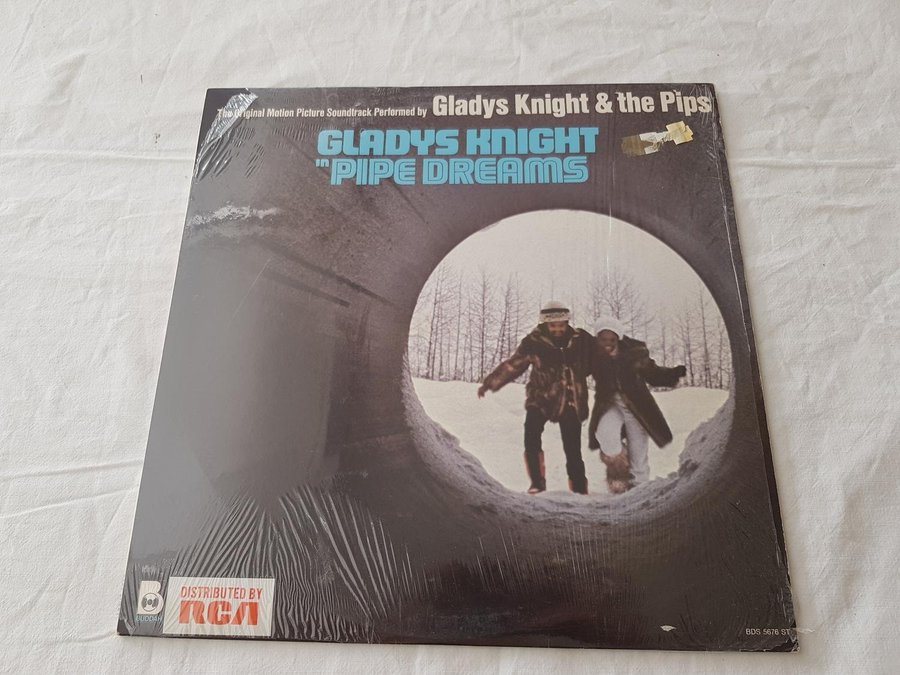 The Original Motion Picture Soundtrack Performed by Gladys Knight & the Pips
GLADYS KNIGHT
IN PIPE DREAMS
B
BUDDAH
DISTRIBUTED BY
RCA
BDS 5676 ST